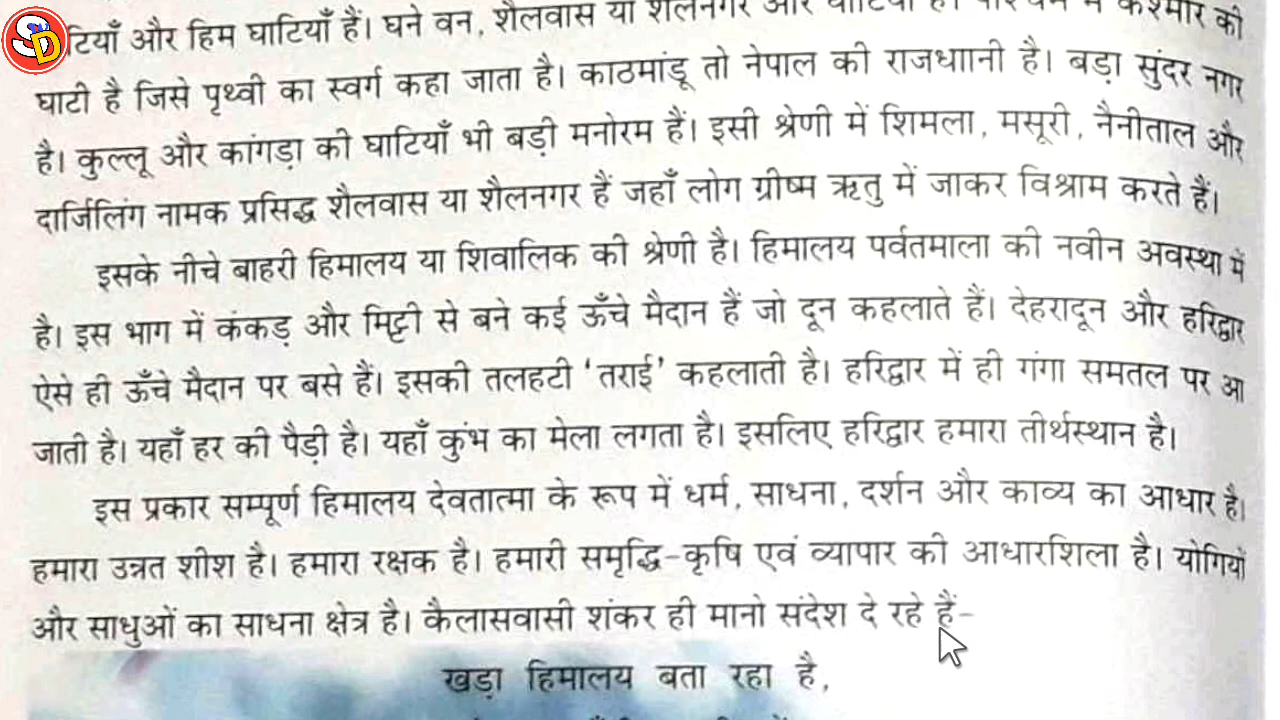 SD
टियाँ और हिम घाटियाँ हैं। घने वन, शैलवास या शैलनगर और घाटियाँ हैं। पश्चिम में कश्मीर की
घाटी है जिसे पृथ्वी का स्वर्ग कहा जाता है। काठमांडू तो नेपाल की राजधाानी है। बड़ा सुंदर नगर
है। कुल्लू और कांगड़ा की घाटियाँ भी बड़ी मनोरम हैं। इसी श्रेणी में शिमला, मसूरी, नैनीताल और
दार्जिलिंग नामक प्रसिद्ध शैलवास या शैलनगर हैं जहाँ लोग ग्रीष्म ऋतु में जाकर विश्राम करते हैं।
इसके नीचे बाहरी हिमालय या शिवालिक की श्रेणी है। हिमालय पर्वतमाला की नवीन अवस्था में
है। इस भाग में कंकड़ और मिट्टी से बने कई ऊँचे मैदान हैं जो दून कहलाते हैं। देहरादून और हरिद्वार
ऐसे ही ऊँचे मैदान पर बसे हैं। इसकी तलहटी ‘तराई’ कहलाती है। हरिद्वार में ही गंगा समतल पर आ
जाती है। यहाँ हर की पैड़ी है। यहाँ कुंभ का मेला लगता है। इसलिए हरिद्वार हमारा तीर्थस्थान है।
इस प्रकार सम्पूर्ण हिमालय देवतात्मा के रूप में धर्म, साधना, दर्शन और काव्य का आधार है।
हमारा उन्नत शीश है। हमारा रक्षक है। हमारी समृद्धि-कृषि एवं व्यापार की आधारशिला है। योगियों
और साधुओं का साधना क्षेत्र है। कैलासवासी शंकर ही मानो संदेश दे रहे हैं-
खड़ा हिमालय बता रहा है,